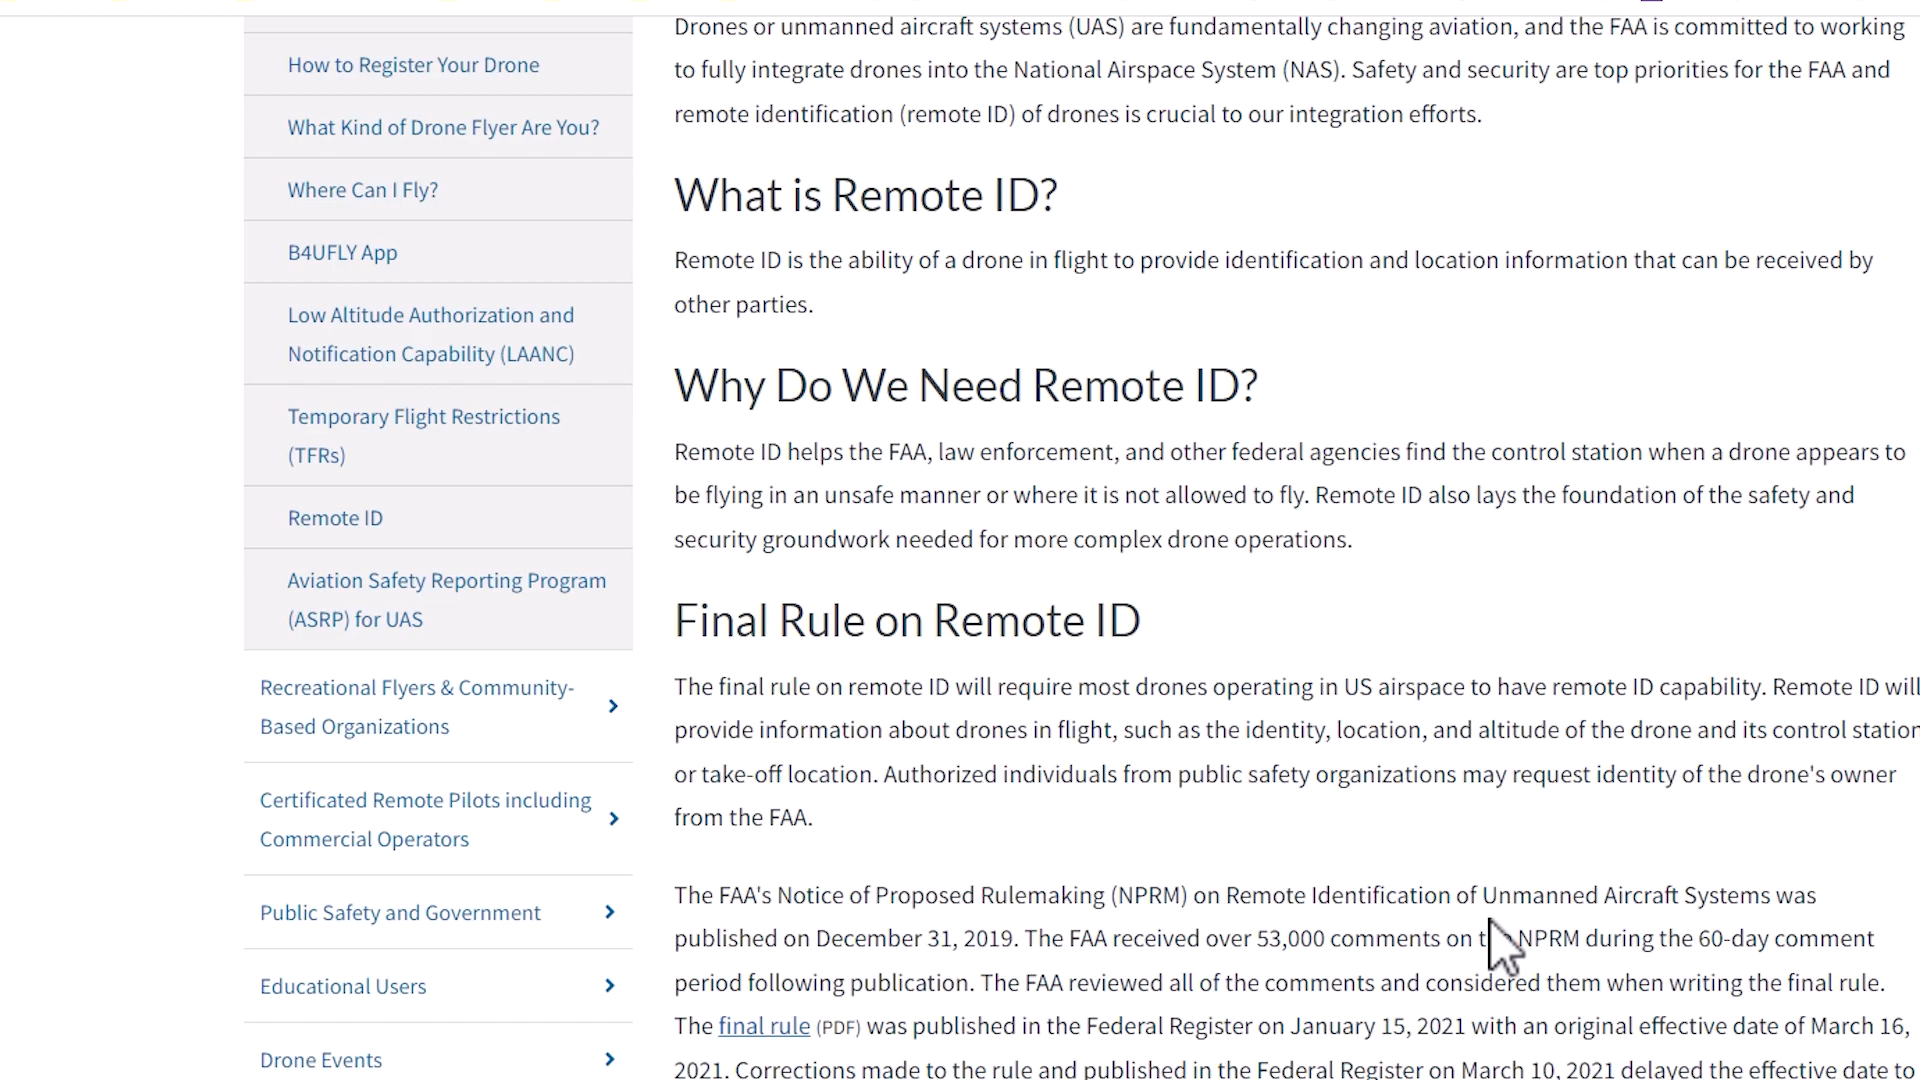 How to Register Your Drone
What Kind of Drone Flyer Are You?
Where Can I Fly?
B4UFLY App
Low Altitude Authorization and
Notification Capability (LAANC)
Temporary Flight Restrictions
(TFRs)
Remote ID
Aviation Safety Reporting Program
(ASRP) for UAS
Recreational Flyers & Community-
Based Organizations
Certificated Remote Pilots including
Commercial Operators
Public Safety and Government
Educational Users
Drone Events
Drones or unmanned aircraft systems (UAS) are fundamentally changing aviation, and the FAA is committed to working
to fully integrate drones into the National Airspace System (NAS). Safety and security are top priorities for the FAA and
remote identification (remote ID) of drones is crucial to our integration efforts.
What is Remote ID?
Remote ID is the ability of a drone in flight to provide identification and location information that can be received by
other parties.
Why Do We Need Remote ID?
Remote ID helps the FAA, law enforcement, and other federal agencies find the control station when a drone appears to
be flying in an unsafe manner or where it is not allowed to fly. Remote ID also lays the foundation of the safety and
security groundwork needed for more complex drone operations.
Final Rule on Remote ID
The final rule on remote ID will require most drones operating in US airspace to have remote ID capability. Remote ID will
provide information about drones in flight, such as the identity, location, and altitude of the drone and its control station
or take-off location. Authorized individuals from public safety organizations may request identity of the drone's owner
from the FAA.
The FAA's Notice of Proposed Rulemaking (NPRM) on Remote Identification of Unmanned Aircraft Systems was
published on December 31, 2019. The FAA received over 53,000 comments on NPRM during the 60-day comment
period following publication. The FAA reviewed all of the comments and considered them when writing the final rule.
The final rule (PDF) was published in the Federal Register on January 15, 2021 with an original effective date of March 16,
2021. Corrections made to the rule and published in the Federal Register on March 10, 2021 delayed the effective date to